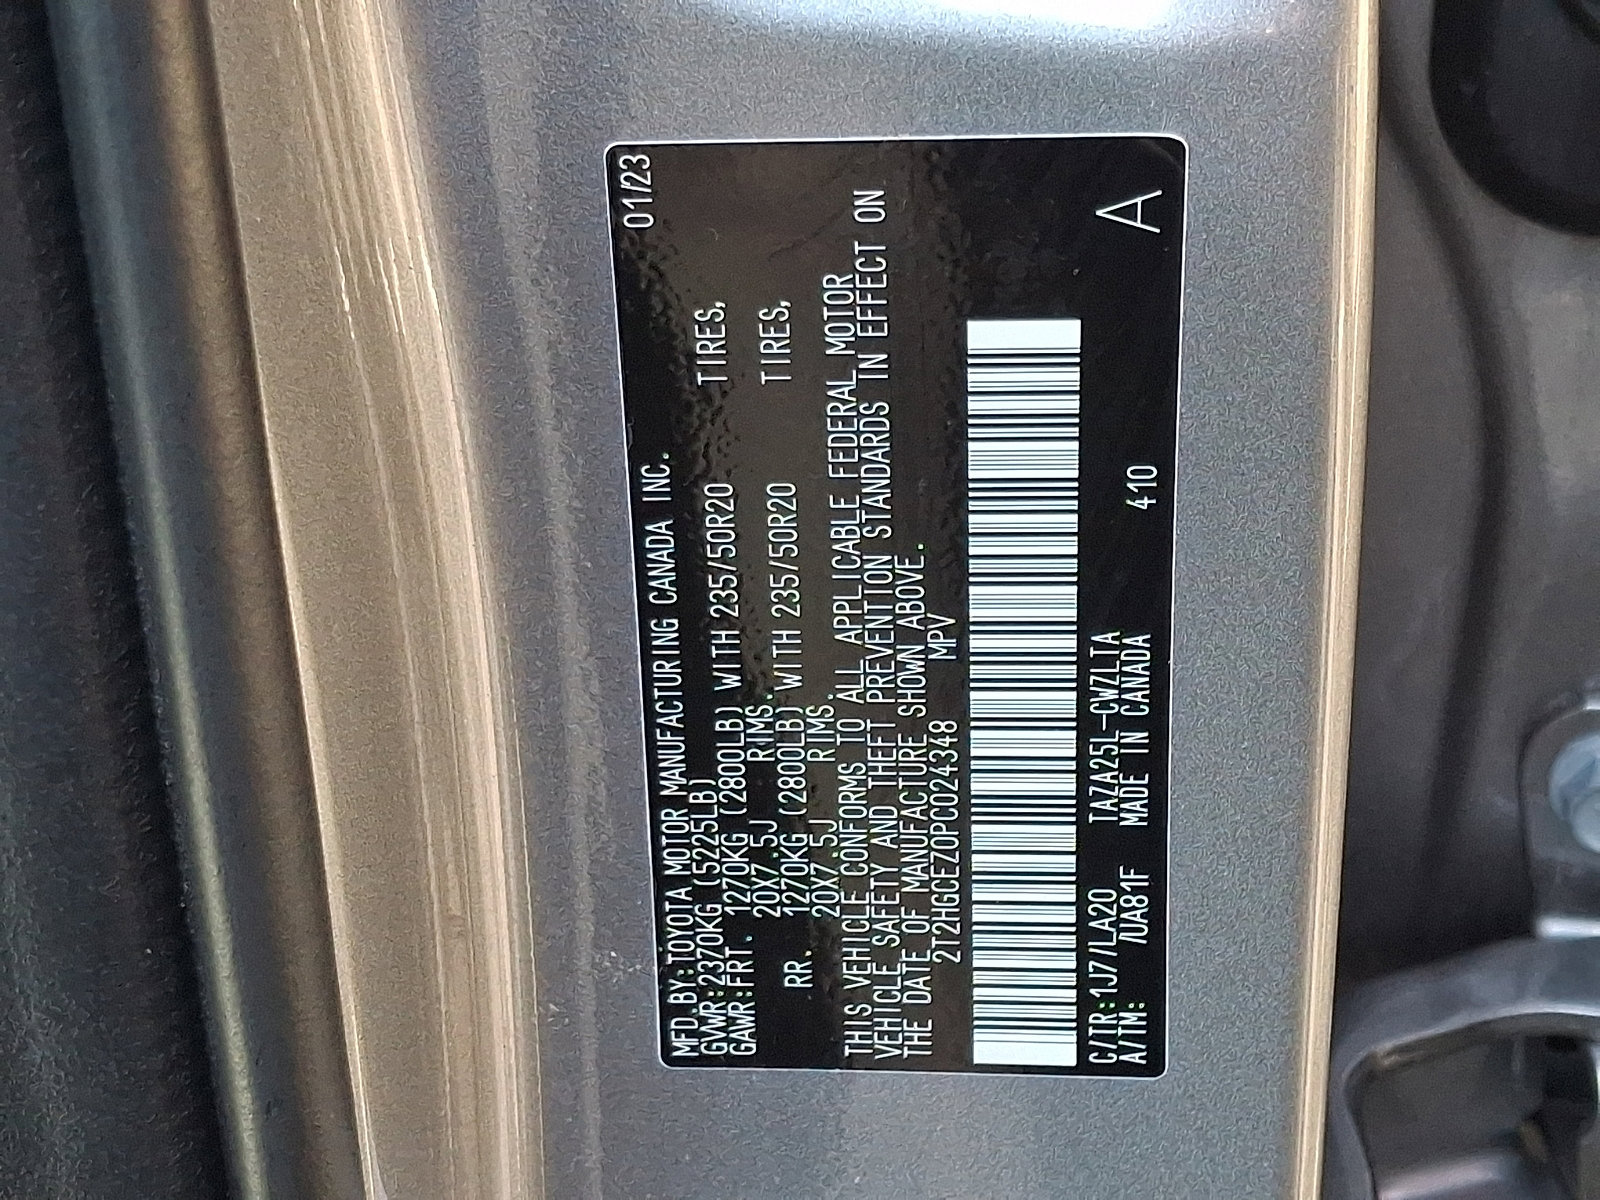 MFD.BY:TOYOTA MOTOR MANUFACTURING CANADA INC. 01/23
GVWR:2370KG (5225LB)
GAWR:FRT. 1270KG (2800LB) WITH 235/50R20 TIRES,
20X7.5J RIMS.
RR. 1270KG (2800LB) WITH 235/50R20 TIRES,
20X7.5J RIMS.
THIS VEHICLE CONFORMS TO ALL APPLICABLE FEDERAL MOTOR
VEHICLE SAFETY AND THEFT PREVENTION STANDARDS IN EFFECT ON
THE DATE OF MANUFACTURE SHOWN ABOVE.
2T2HGCEZ0PC024348 MPV
C/TR:1J7/LA20 TAZA25L-CWZLTA 410 A
A/TM: /UA81F MADE IN CANADA